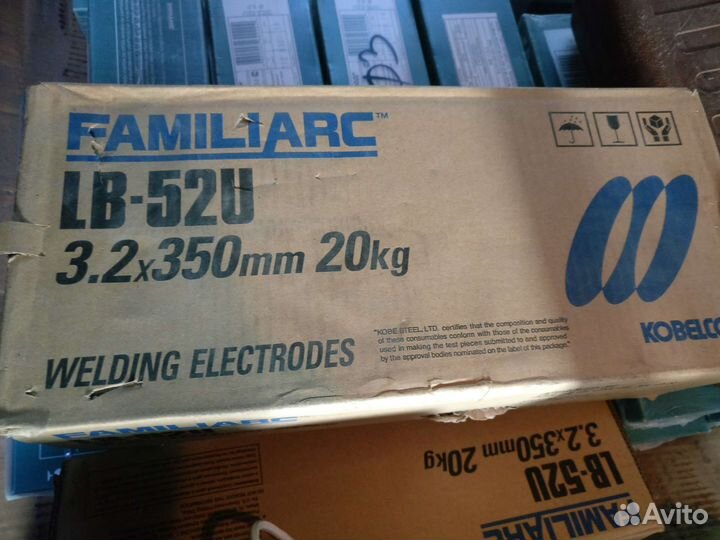 FAMILIARC™
LB-52U
3.2x350mm 20kg
WELDING ELECTRODES
"KOBE STEEL, LTD. certifies that the composition and quality
of these consumables conform with those of the consumables
used in making the test pieces submitted to and approved
by the approval bodies nominated on the label of this package."
KOBELCO
FAMILIARC
3.2x350mm 20kg
LB-52U
FAMILIARC
Avito